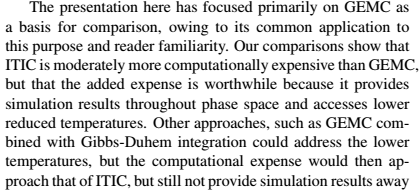 The presentation here has focused primarily on GEMC as
a basis for comparison, owing to its common application to
this purpose and reader familiarity. Our comparisons show that
ITIC is moderately more computationally expensive than GEMC,
but that the added expense is worthwhile because it provides
simulation results throughout phase space and accesses lower
reduced temperatures. Other approaches, such as GEMC com-
bined with Gibbs-Duhem integration could address the lower
temperatures, but the computational expense would then ap-
proach that of ITIC, but still not provide simulation results away